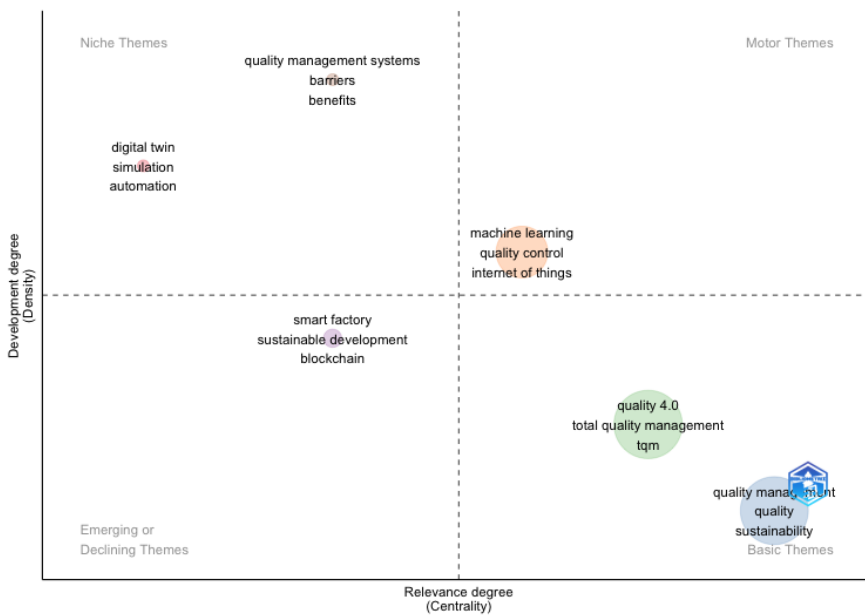 Niche Themes
Motor Themes
quality management systems
barriers
benefits
digital twin
simulation
automation
machine learning
quality control
internet of things
Development degree
(Density)
smart factory
sustainable development
blockchain
quality 4.0
total quality management
tqm
quality management
quality
sustainability
Emerging or
Declining Themes
Basic Themes
Relevance degree
(Centrality)